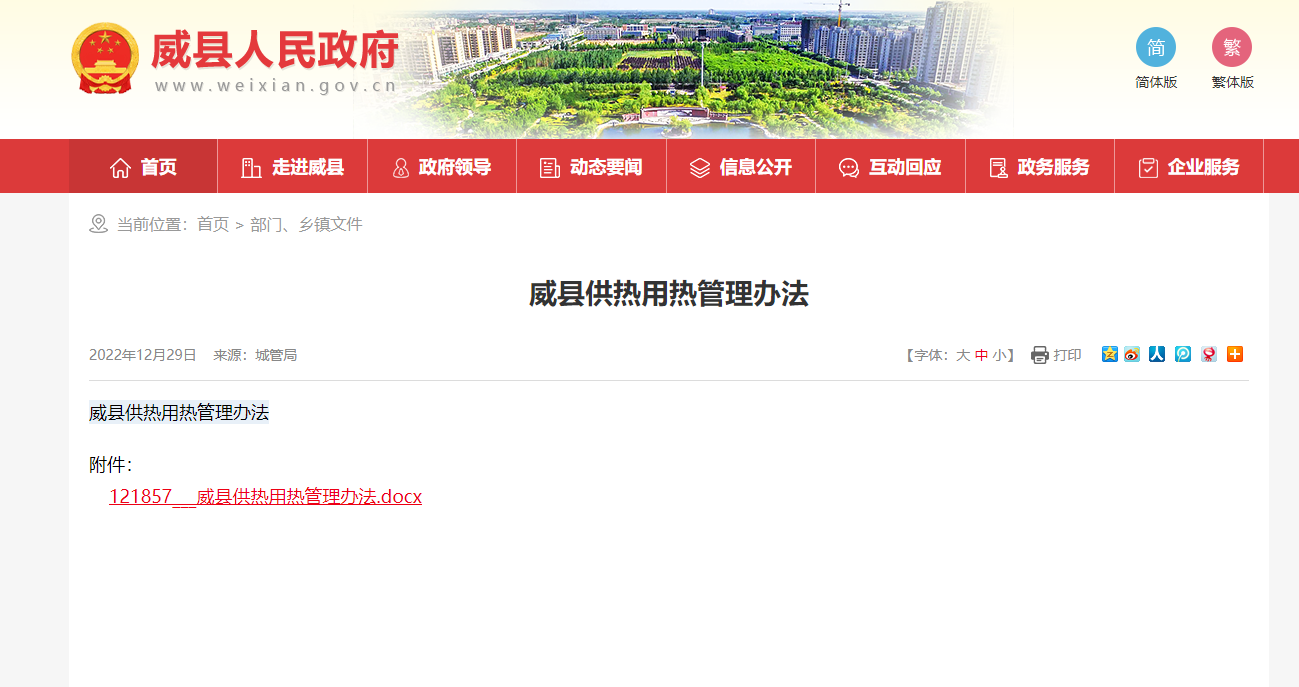 威县人民政府
www.weixian.gov.cn
简
简体版
繁
繁体版
首页
走进威县
政府领导
动态要闻
信息公开
互动回应
政务服务
企业服务
当前位置：首页 > 部门、乡镇文件
威县供热用热管理办法
2022年12月29日 来源：城管局
【字体：大 中 小】 打印
威县供热用热管理办法
附件：
121857___威县供热用热管理办法.docx